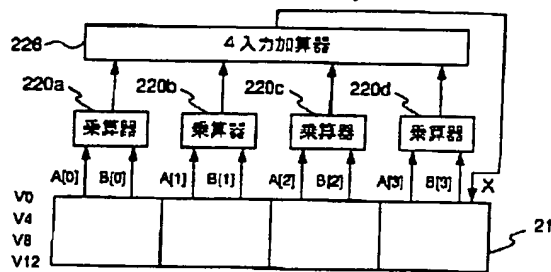 226
4入力加算器
220a
220b
220c
220d
乗算器
乗算器
乗算器
乗算器
A[0] B[0] A[1] B[1] A[2] B[2] A[3] B[3] X
V0
V4
V8
V12
21